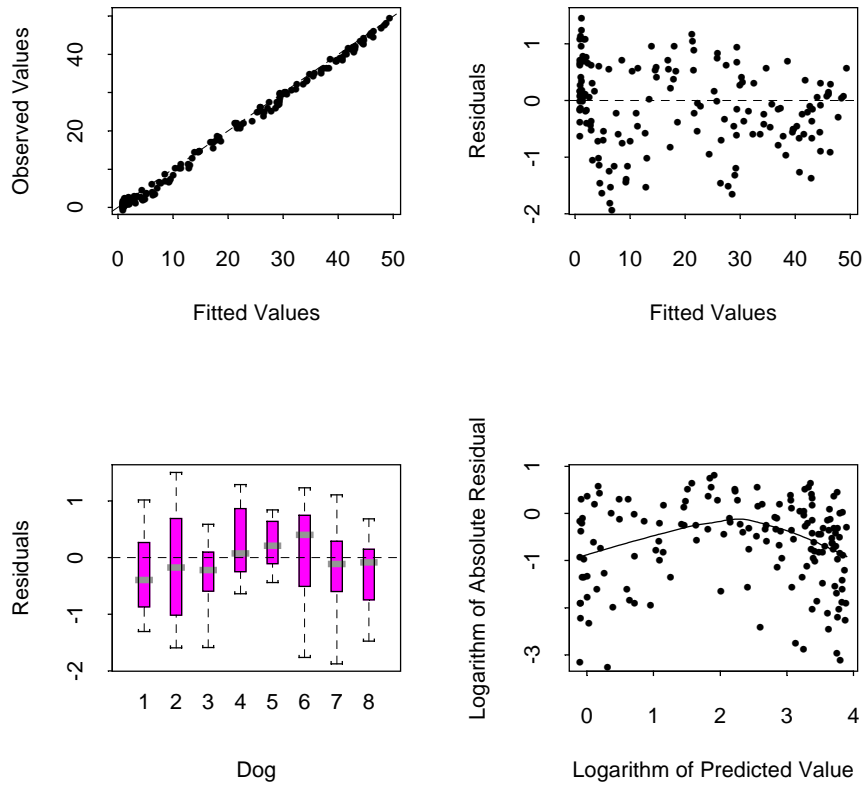 Observed Values
40
20
0
0 10 20 30 40 50
Fitted Values
Residuals
1
0
-1
-2
0 10 20 30 40 50
Fitted Values
Residuals
1
0
-1
-2
1 2 3 4 5 6 7 8
Dog
Logarithm of Absolute Residual
1
0
-1
-3
0 1 2 3 4
Logarithm of Predicted Value